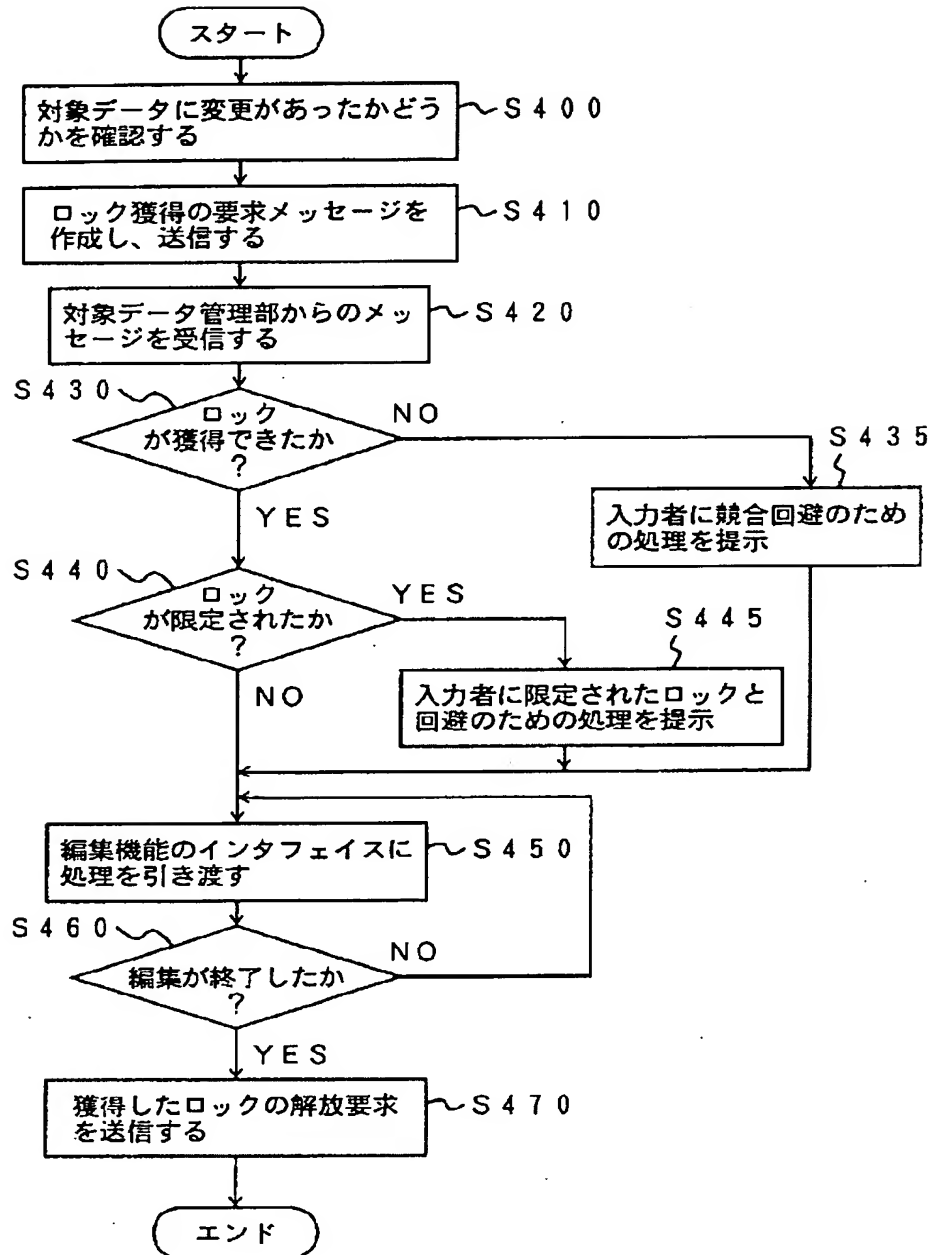 スタート
対象データに変更があったかどう
かを確認する
S400
ロック獲得の要求メッセージを
作成し、送信する
S410
対象データ管理部からのメッ
セージを受信する
S420
S430
ロック
が獲得できたか
?
NO
YES
S435
入力者に競合回避のため
の処理を提示
S440
ロック
が限定されたか
?
YES
NO
S445
入力者に限定されたロックと
回避のための処理を提示
編集機能のインタフェイスに
処理を引き渡す
S450
S460
編集が終了したか
?
NO
YES
獲得したロックの解放要求
を送信する
S470
エンド